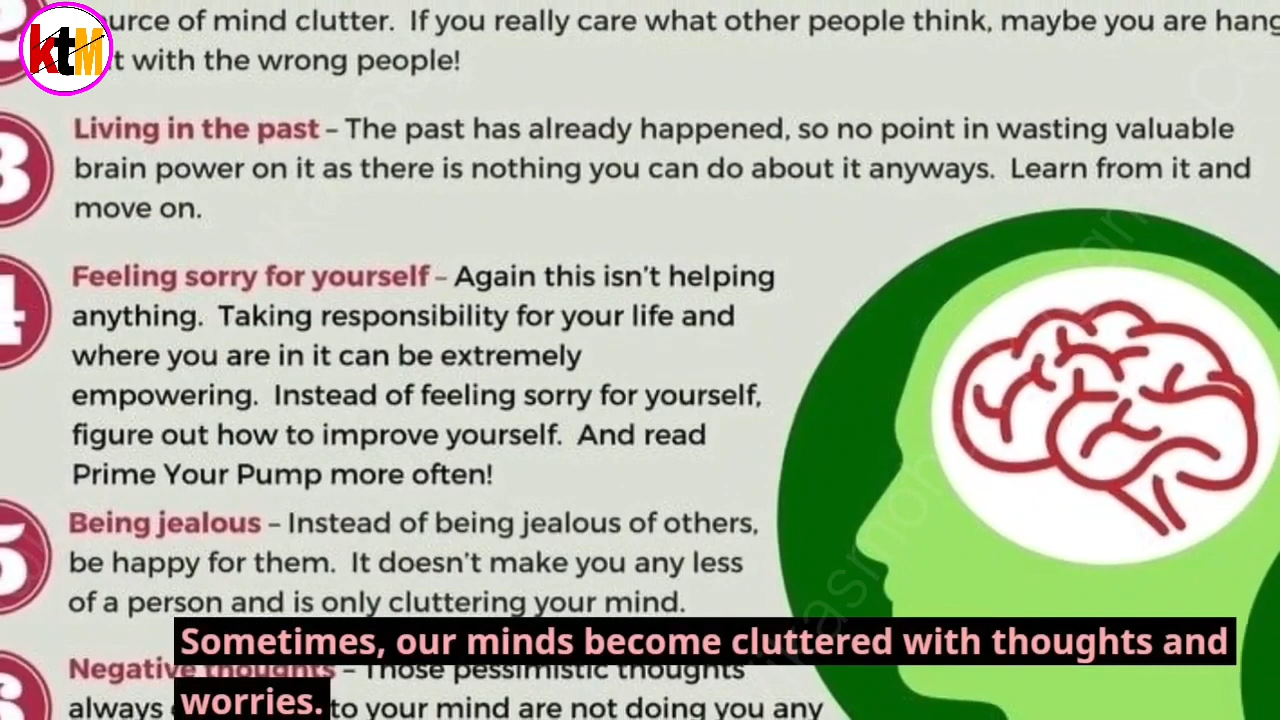 2
urce of mind clutter. If you really care what other people think, maybe you are hang
ktM
t with the wrong people!
3
Living in the past – The past has already happened, so no point in wasting valuable
brain power on it as there is nothing you can do about it anyways. Learn from it and
move on.
4
Feeling sorry for yourself – Again this isn't helping
anything. Taking responsibility for your life and
where you are in it can be extremely
empowering. Instead of feeling sorry for yourself,
figure out how to improve yourself. And read
Prime Your Pump more often!
5
Being jealous – Instead of being jealous of others,
be happy for them. It doesn't make you any less
of a person and is only cluttering your mind.
Sometimes, our minds become cluttered with thoughts and
worries.
6
Negative thoughts – Those pessimistic thoughts
always to your mind are not doing you any